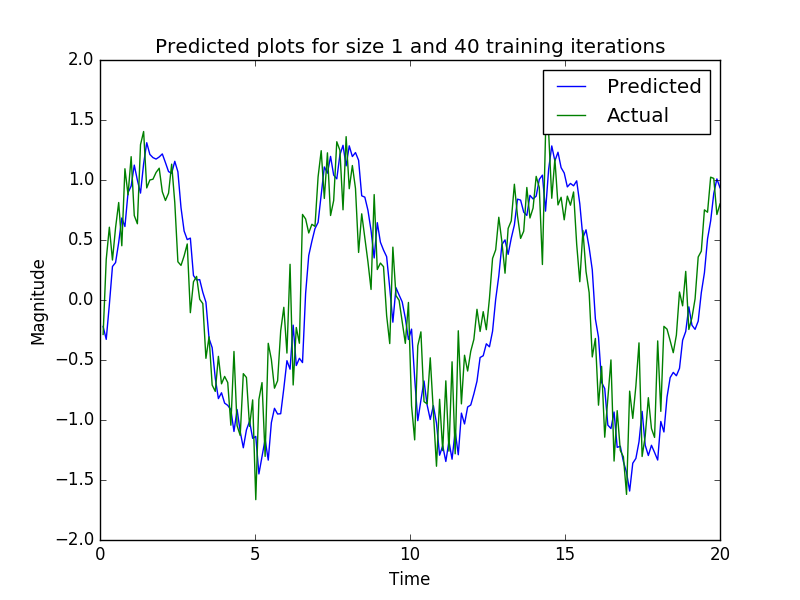 Predicted plots for size 1 and 40 training iterations
Predicted
Actual
2.0
1.5
1.0
0.5
0.0
−0.5
−1.0
−1.5
−2.0
Magnitude
0 5 10 15 20
Time